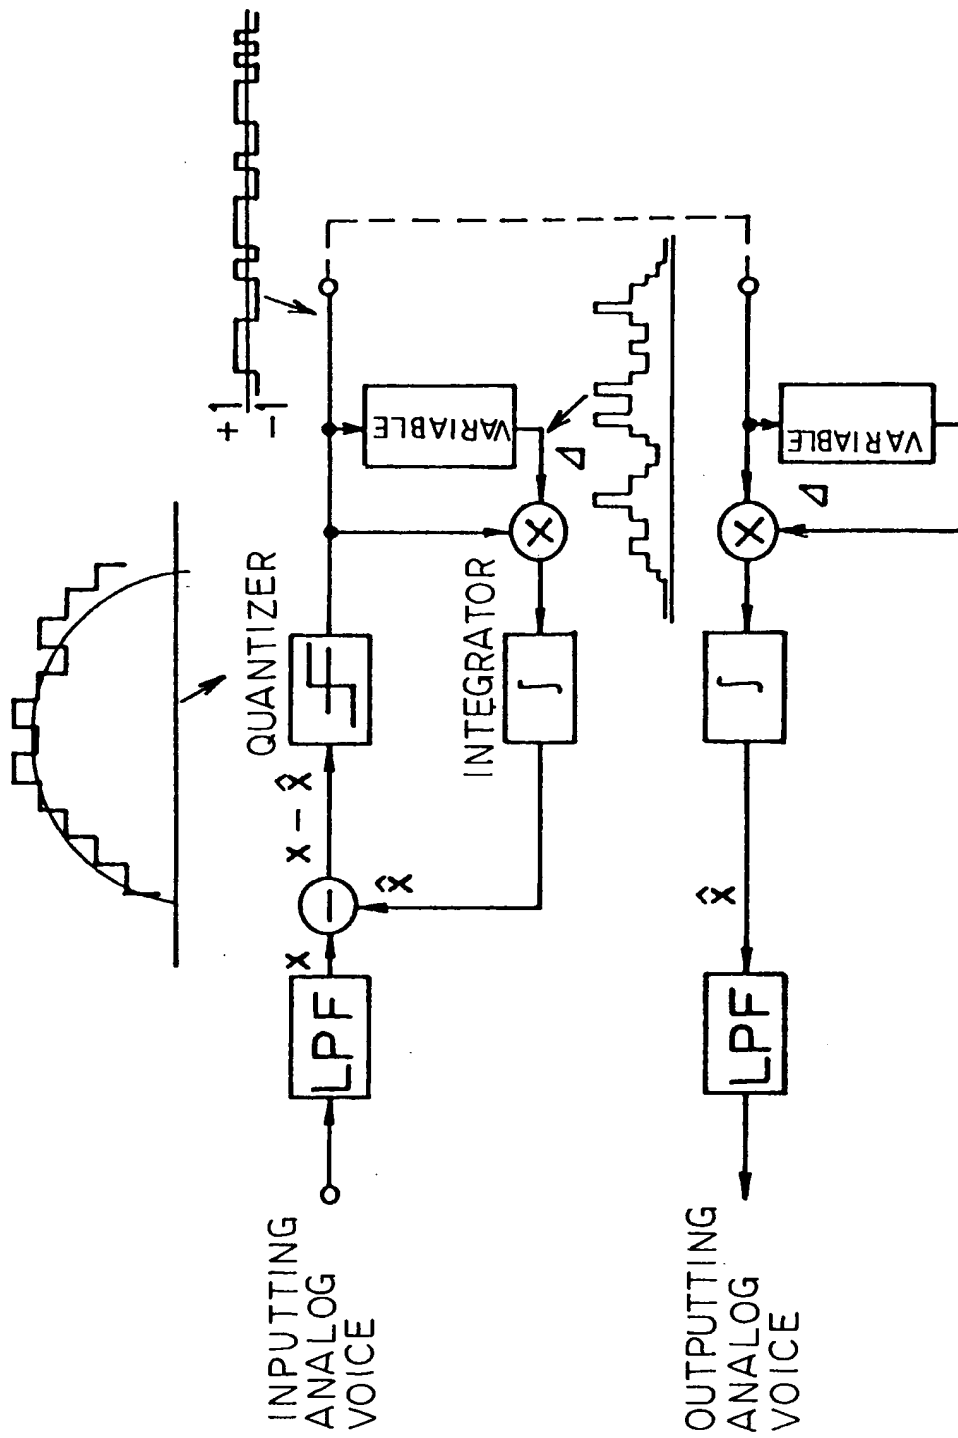 +1
-1
QUANTIZER
INPUTTING
ANALOG
VOICE
LPF
x
x - x̂
x̂
VARIABLE
Δ
INTEGRATOR
∫
OUTPUTTING
ANALOG
VOICE
LPF
x̂
∫
Δ
VARIABLE